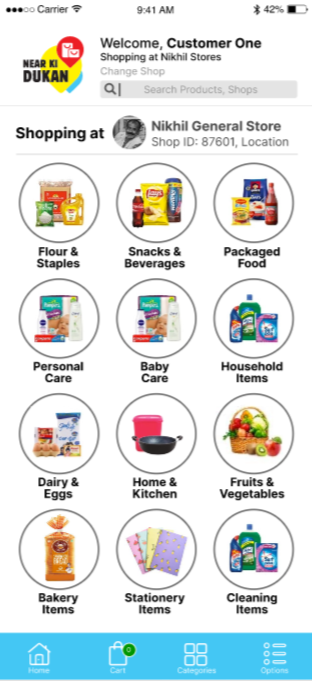 Carrier 9:41 AM 42%
NEAR KI
DUKAN
Welcome, Customer One
Shopping at Nikhil Stores
Change Shop
Search Products, Shops
Shopping at
Nikhil General Store
Shop ID: 87601, Location
Flour &
Staples
Snacks &
Beverages
Packaged
Food
Personal
Care
Baby
Care
Household
Items
Dairy &
Eggs
Home &
Kitchen
Fruits &
Vegetables
Bakery
Items
Stationery
Items
Cleaning
Items
0
Home
Cart
Categories
Options